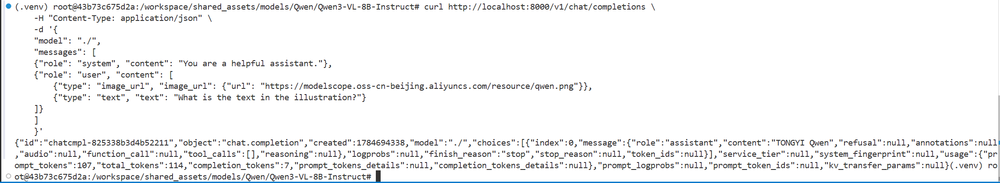 (.venv) root@43b73c675d2a:/workspace/shared_assets/models/Qwen/Qwen3-VL-8B-Instruct# curl http://localhost:8000/v1/chat/completions \
    -H "Content-Type: application/json" \
    -d '{
    "model": "./",
    "messages": [
    {"role": "system", "content": "You are a helpful assistant."},
    {"role": "user", "content": [
        {"type": "image_url", "image_url": {"url": "https://modelscope.oss-cn-beijing.aliyuncs.com/resource/qwen.png"}},
        {"type": "text", "text": "What is the text in the illustration?"}
    ]}
    ]
    }'
{"id":"chatcmpl-825338b3d4b52211","object":"chat.completion","created":1784694338,"model":"./","choices":[{"index":0,"message":{"role":"assistant","content":"TONGYI Qwen","refusal":null,"annotations":null
,"audio":null,"function_call":null,"tool_calls":[],"reasoning":null},"logprobs":null,"finish_reason":"stop","stop_reason":null,"token_ids":null}],"service_tier":null,"system_fingerprint":null,"usage":{"pr
ompt_tokens":107,"total_tokens":114,"completion_tokens":7,"prompt_tokens_details":null,"completion_tokens_details":null},"prompt_logprobs":null,"prompt_token_ids":null,"kv_transfer_params":null}(.venv) ro
ot@43b73c675d2a:/workspace/shared_assets/models/Qwen/Qwen3-VL-8B-Instruct#